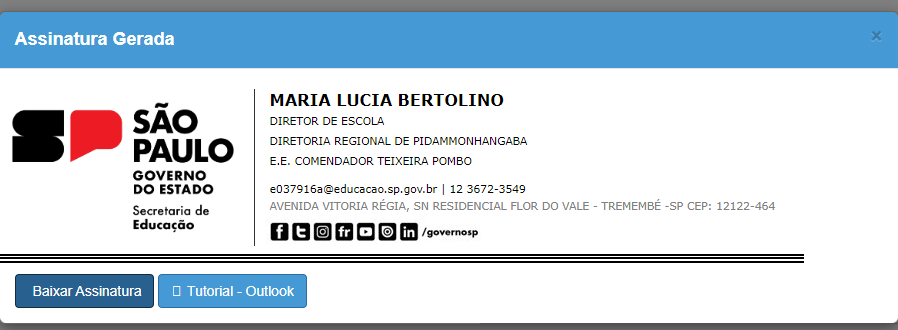 Assinatura Gerada
×
SÃO
PAULO
GOVERNO
DO ESTADO
Secretaria de
Educação
MARIA LUCIA BERTOLINO
DIRETOR DE ESCOLA
DIRETORIA REGIONAL DE PIDAMMONHANGABA
E.E. COMENDADOR TEIXEIRA POMBO
e037916a@educacao.sp.gov.br | 12 3672-3549
AVENIDA VITORIA RÉGIA, SN RESIDENCIAL FLOR DO VALE - TREMEMBÉ -SP CEP: 12122-464
/governosp
Baixar Assinatura
Tutorial - Outlook